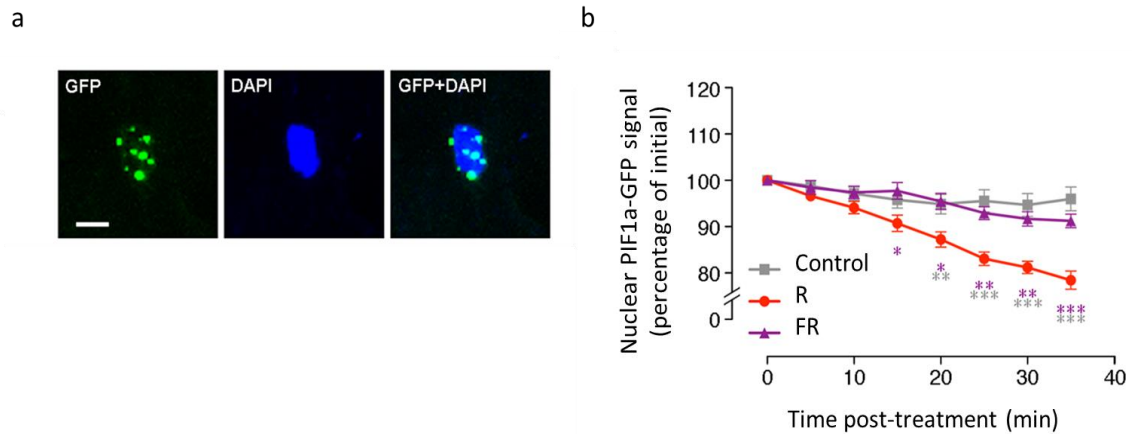 a
b
GFP
DAPI
GFP+DAPI
Nuclear PIF1a-GFP signal
(percentage of initial)
120
110
100
90
80
0
Control
R
FR
*
*
**
**
***
**
***
***
***
0
10
20
30
40
Time post-treatment (min)